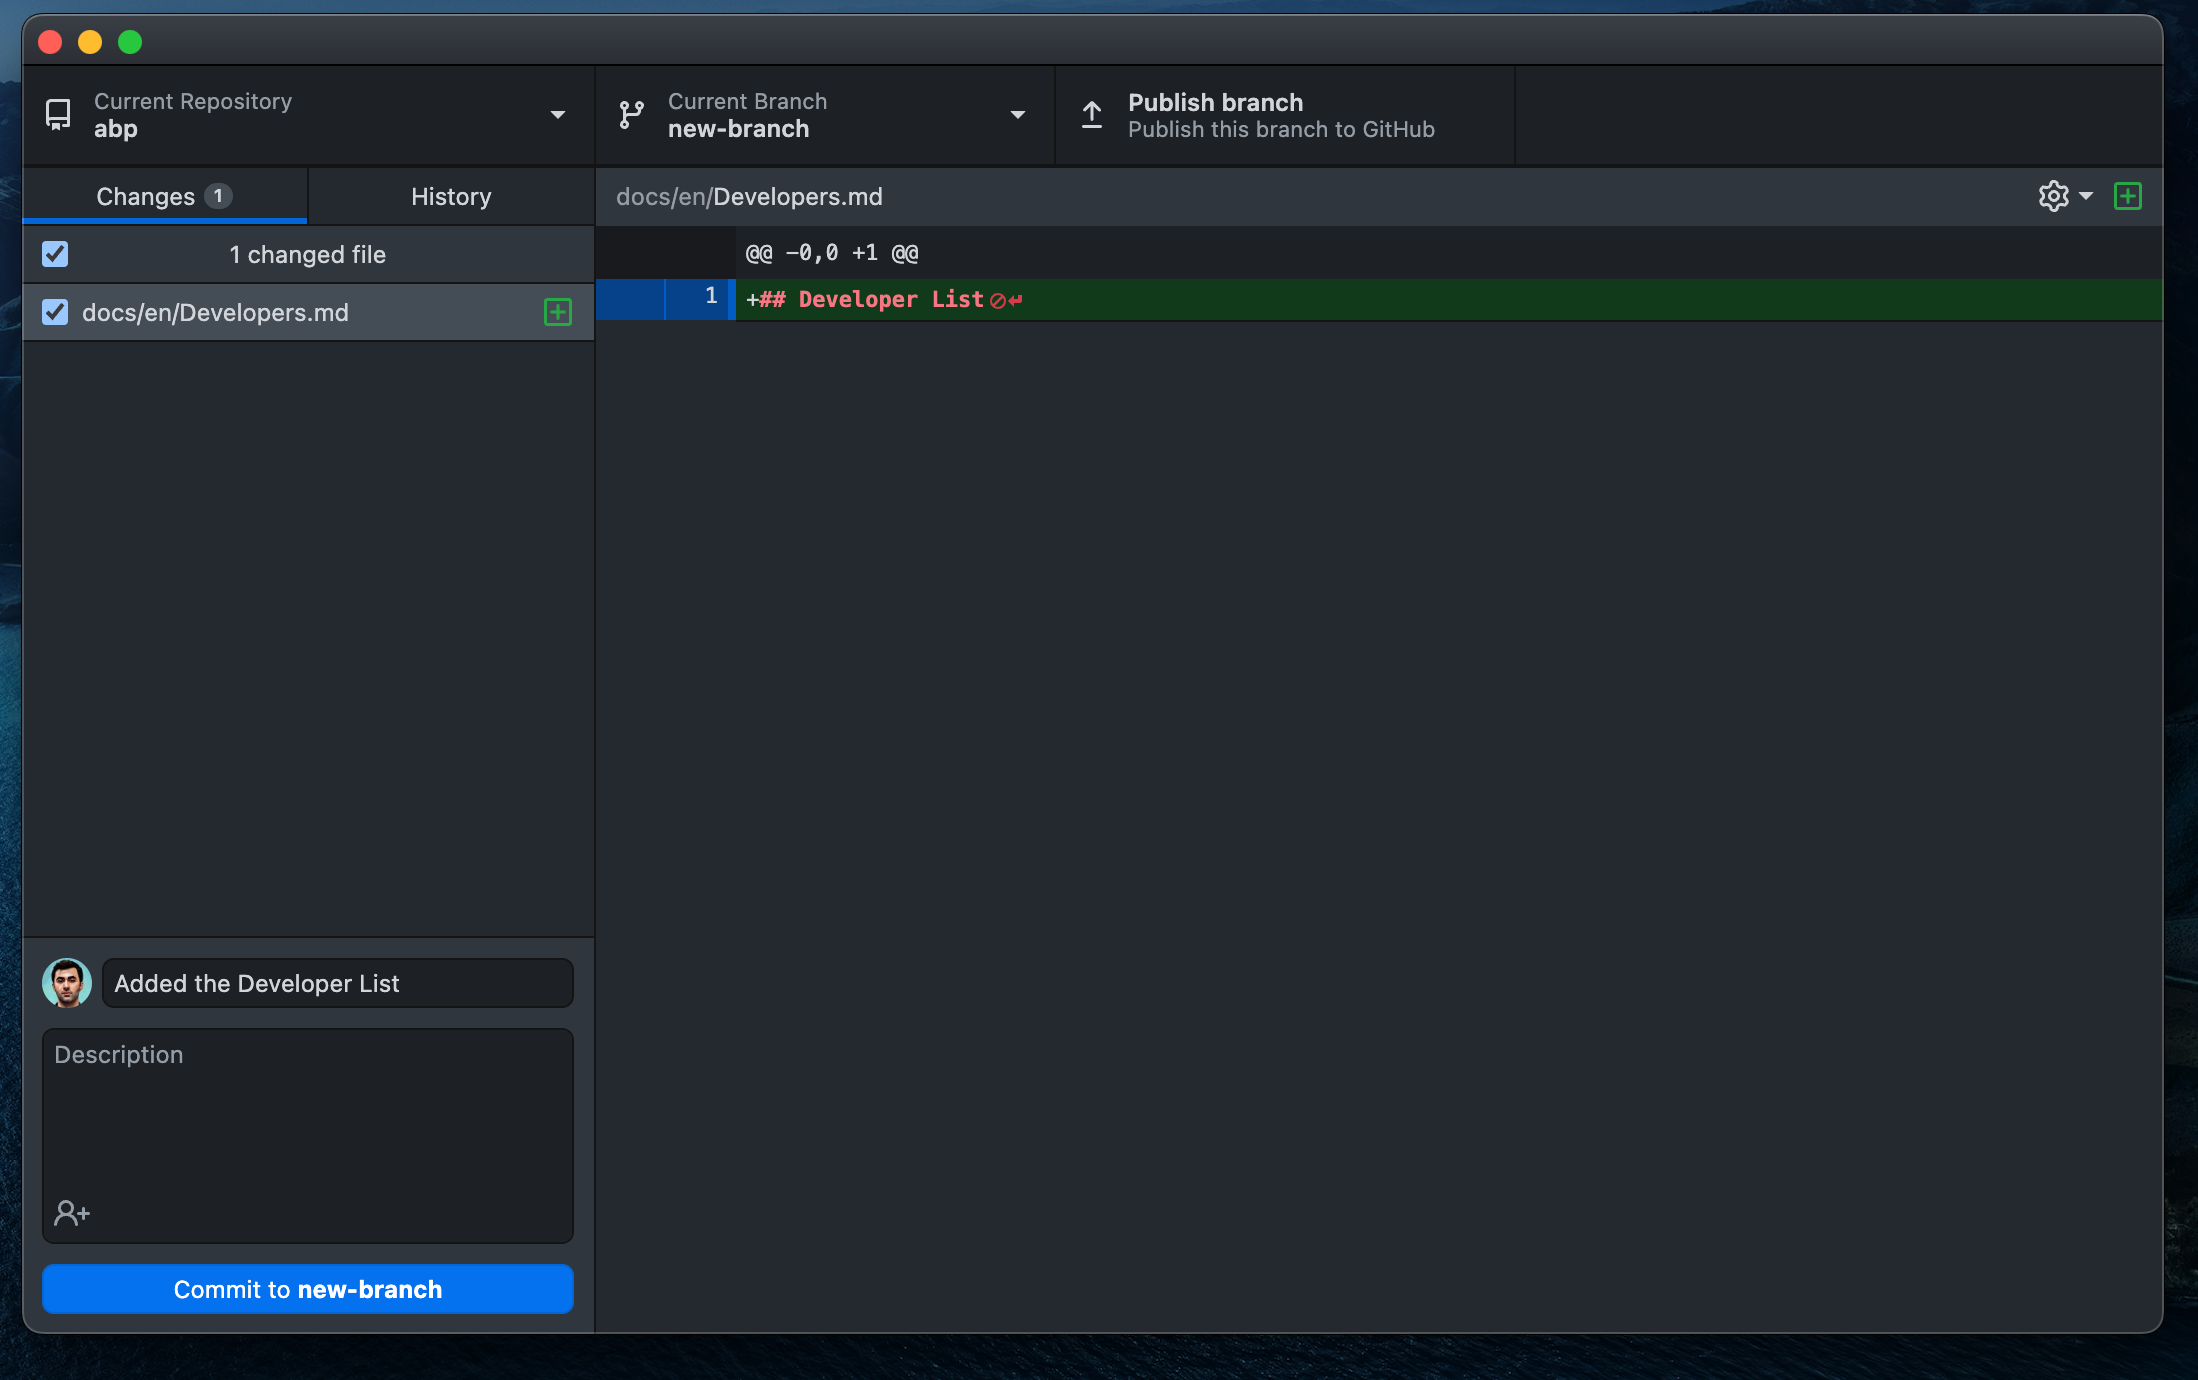 Current Repository
abp
Current Branch
new-branch
Publish branch
Publish this branch to GitHub
Changes 1
History
1 changed file
docs/en/Developers.md
docs/en/Developers.md
@@ -0,0 +1 @@
1 +## Developer List
Added the Developer List
Description
Commit to new-branch